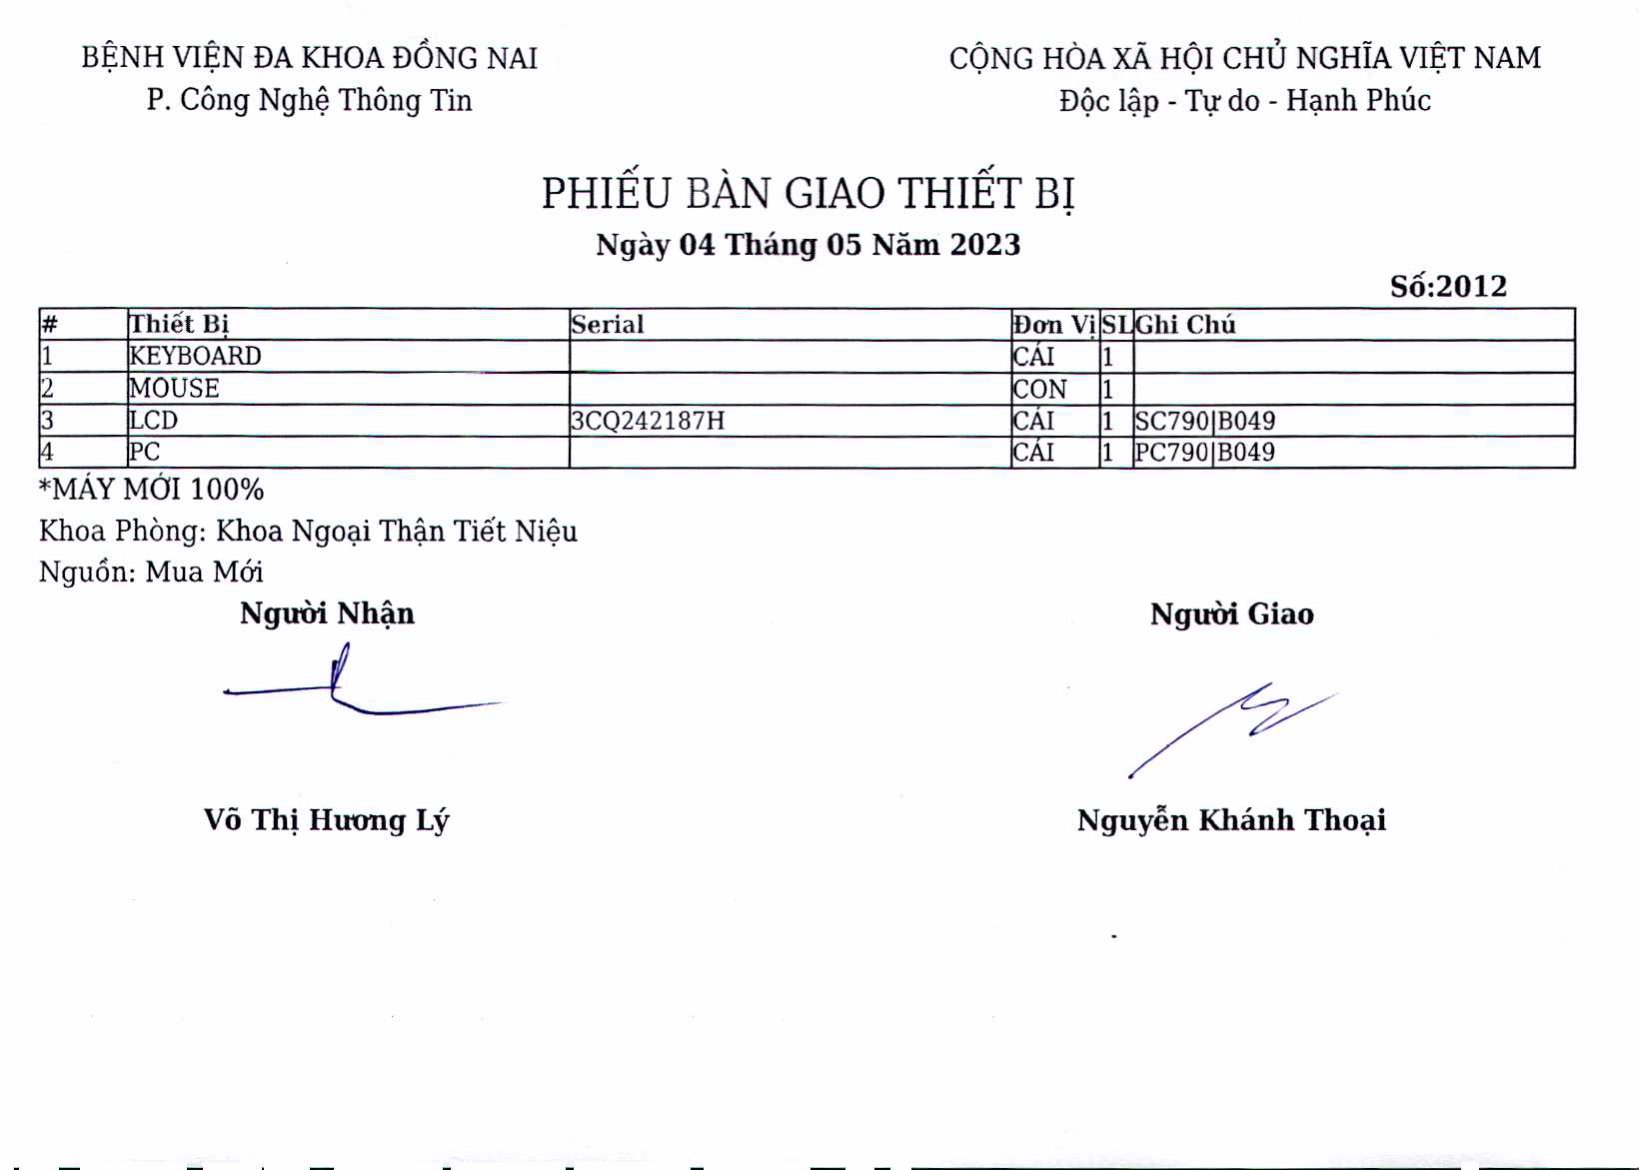 BỆNH VIỆN ĐA KHOA ĐỒNG NAI
P. Công Nghệ Thông Tin
CỘNG HÒA XÃ HỘI CHỦ NGHĨA VIỆT NAM
Độc lập - Tự do - Hạnh Phúc
PHIẾU BÀN GIAO THIẾT BỊ
Ngày 04 Tháng 05 Năm 2023
Số:2012
# Thiết Bị Serial Đơn Vị SL Ghi Chú
1 KEYBOARD CÁI 1
2 MOUSE CON 1
3 LCD 3CQ242187H CÁI 1 SC790|B049
4 PC CÁI 1 PC790|B049
*MÁY MỚI 100%
Khoa Phòng: Khoa Ngoại Thận Tiết Niệu
Nguồn: Mua Mới
Người Nhận Người Giao
Võ Thị Hương Lý Nguyễn Khánh Thoại